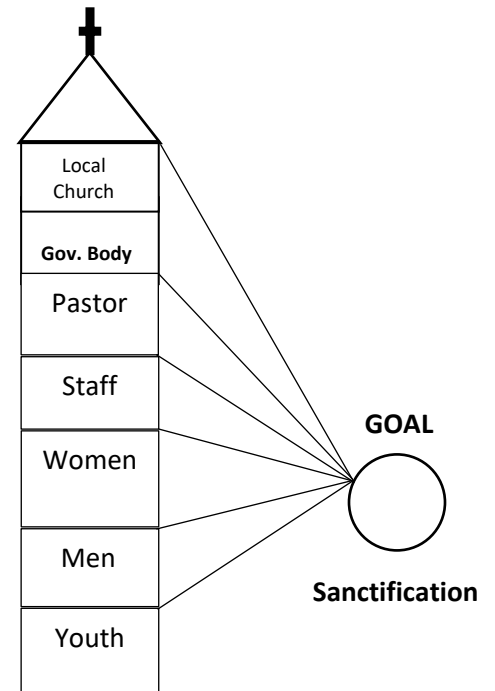 Local
Church
Gov. Body
Pastor
Staff
GOAL
Women
Men
Sanctification
Youth